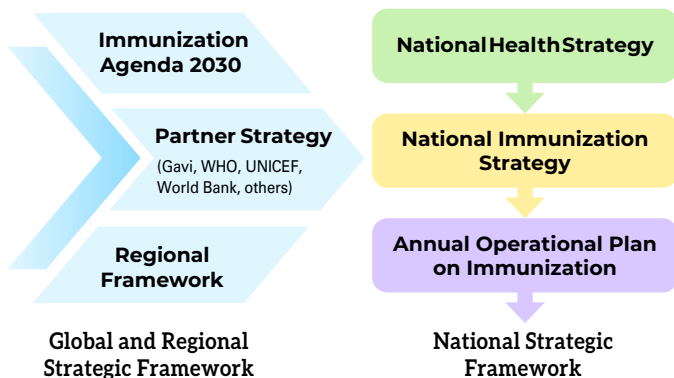 Immunization
Agenda 2030
Partner Strategy
(Gavi, WHO, UNICEF,
World Bank, others)
Regional
Framework
Global and Regional
Strategic Framework
National Health Strategy
National Immunization
Strategy
Annual Operational Plan
on Immunization
National Strategic
Framework